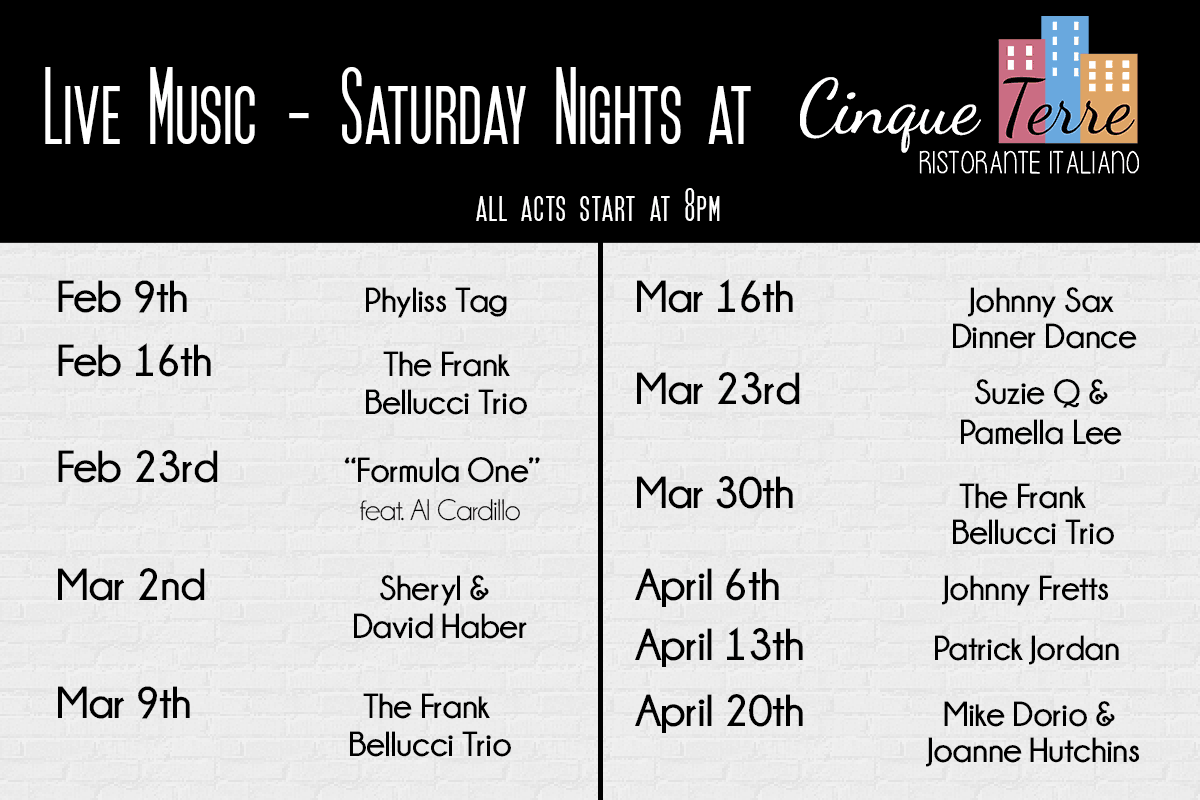 Live Music - Saturday Nights at
Cinque Terre
RISTORANTE ITALIANO
ALL ACTS START AT 8PM
Feb 9th Phyliss Tag
Feb 16th The Frank
Bellucci Trio
Feb 23rd “Formula One”
feat. Al Cardillo
Mar 2nd Sheryl &
David Haber
Mar 9th The Frank
Bellucci Trio
Mar 16th Johnny Sax
Dinner Dance
Mar 23rd Suzie Q &
Pamella Lee
Mar 30th The Frank
Bellucci Trio
April 6th Johnny Fretts
April 13th Patrick Jordan
April 20th Mike Dorio &
Joanne Hutchins